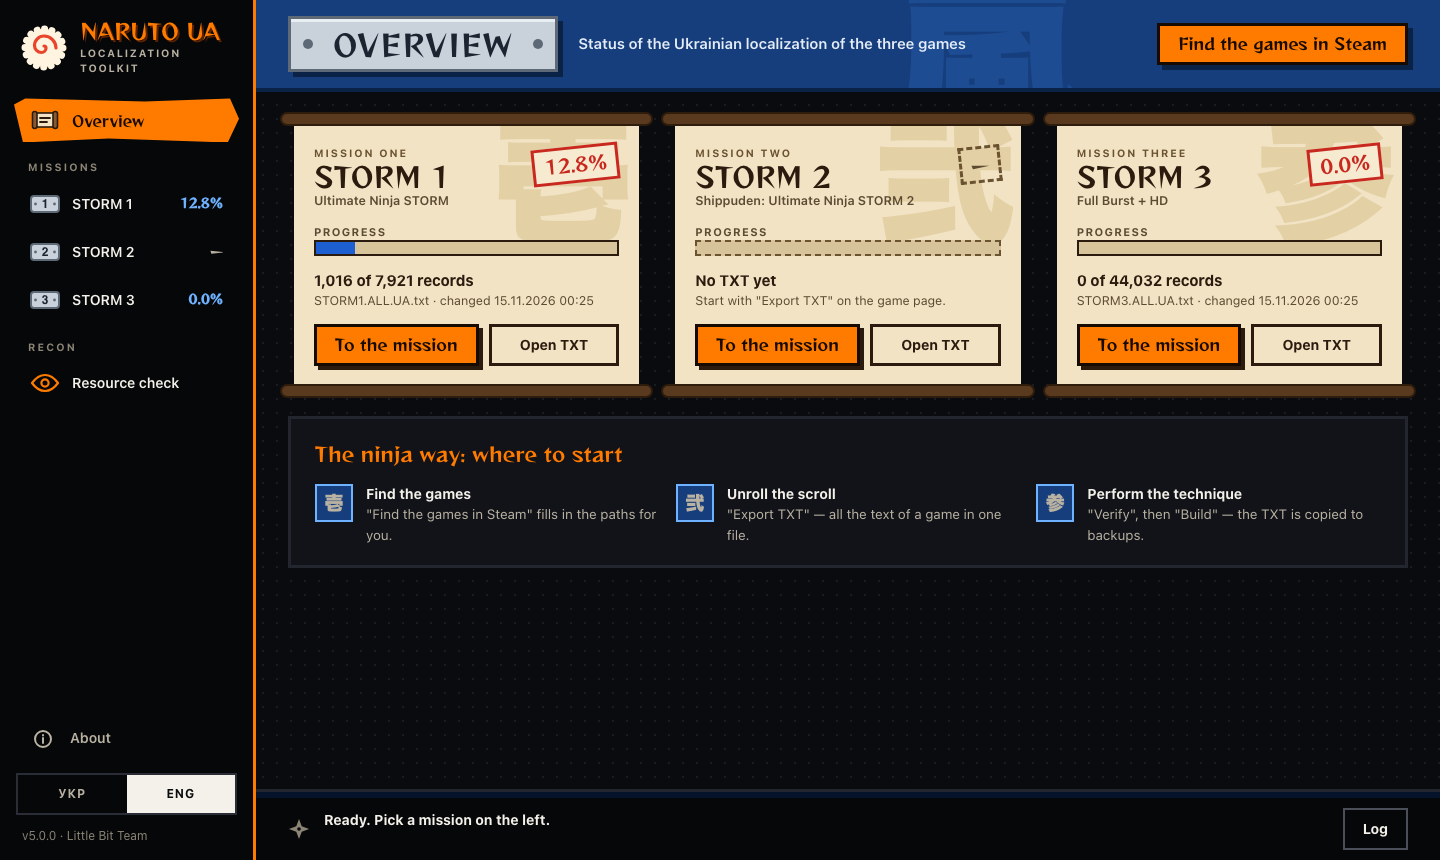 NARUTO UA
LOCALIZATION
TOOLKIT
Overview
MISSIONS
1 STORM 1 12.8%
2 STORM 2 –
3 STORM 3 0.0%
RECON
Resource check
About
УКР ENG
v5.0.0 · Little Bit Team
OVERVIEW
Status of the Ukrainian localization of the three games
Find the games in Steam
MISSION ONE
STORM 1
12.8%
壱
Ultimate Ninja STORM
PROGRESS
1,016 of 7,921 records
STORM1.ALL.UA.txt · changed 15.11.2026 00:25
To the mission
Open TXT
MISSION TWO
STORM 2
–
弐
Shippuden: Ultimate Ninja STORM 2
PROGRESS
No TXT yet
Start with "Export TXT" on the game page.
To the mission
Open TXT
MISSION THREE
STORM 3
0.0%
参
Full Burst + HD
PROGRESS
0 of 44,032 records
STORM3.ALL.UA.txt · changed 15.11.2026 00:25
To the mission
Open TXT
The ninja way: where to start
壱
Find the games
"Find the games in Steam" fills in the paths for
you.
弐
Unroll the scroll
"Export TXT" — all the text of a game in one
file.
参
Perform the technique
"Verify", then "Build" — the TXT is copied to
backups.
Ready. Pick a mission on the left.
Log